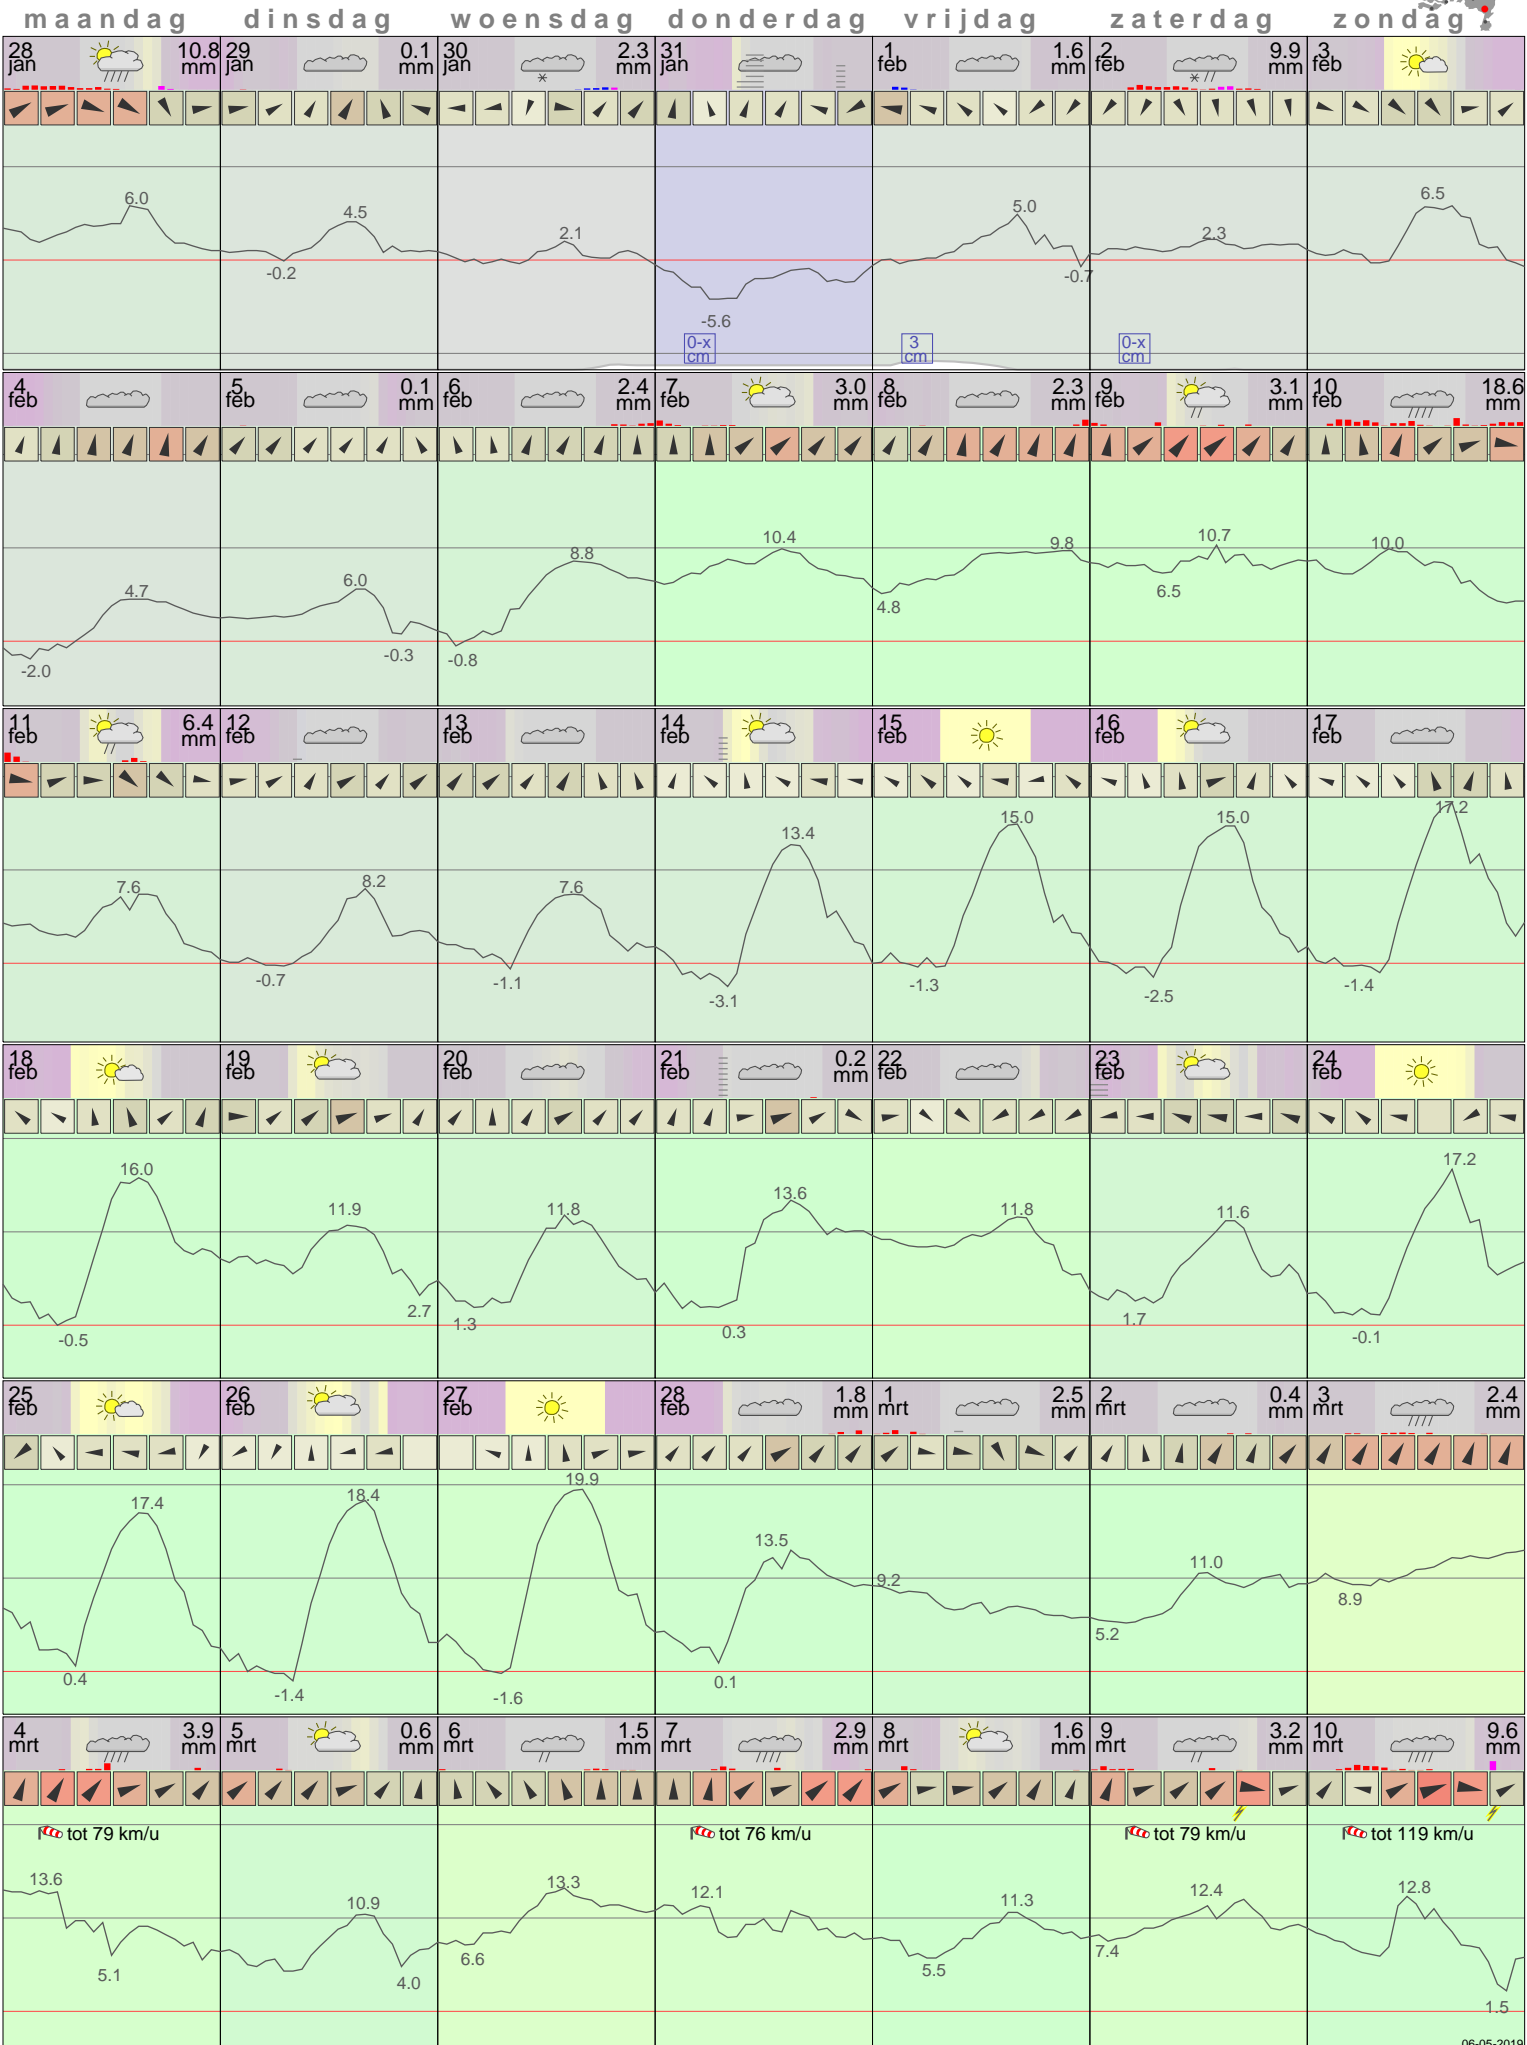 maandag dinsdag woensdag donderdag vrijdag zaterdag zondag
28 10.8 29 0.1 30 2.3 31 1 1.6 2 9.9 3
jan mm jan mm jan mm jan feb mm feb mm feb
6.0 4.5 2.1 5.0 2.3 6.5
-0.2 -5.6 -0.7
0-x 3 0-x
cm cm cm
4 5 0.1 6 2.4 7 3.0 8 2.3 9 3.1 10 18.6
feb feb mm feb mm feb mm feb mm feb mm feb mm
4.7 6.0 8.8 10.4 9.8 10.7 10.0
-2.0 -0.3 -0.8 4.8 6.5
11 6.4 12 13 14 15 16 17
feb mm feb feb feb feb feb feb
7.6 8.2 7.6 13.4 15.0 15.0 17.2
-0.7 -1.1 -3.1 -1.3 -2.5 -1.4
18 19 20 21 0.2 22 23 24
feb feb feb feb mm feb feb feb
16.0 11.9 11.8 13.6 11.8 11.6 17.2
-0.5 2.7 1.3 0.3 1.7 -0.1
25 26 27 28 1.8 1 2.5 2 0.4 3 2.4
feb feb feb feb mm mrt mm mrt mm mrt mm
17.4 18.4 19.9 13.5 9.2 11.0 8.9
0.4 -1.4 -1.6 0.1 5.2
4 3.9 5 0.6 6 1.5 7 2.9 8 1.6 9 3.2 10 9.6
mrt mm mrt mm mrt mm mrt mm mrt mm mrt mm mrt mm
tot 79 km/u tot 76 km/u tot 79 km/u tot 119 km/u
13.6 10.9 13.3 12.1 11.3 12.4 12.8
5.1 4.0 6.6 5.5 7.4 1.5
06-05-2019